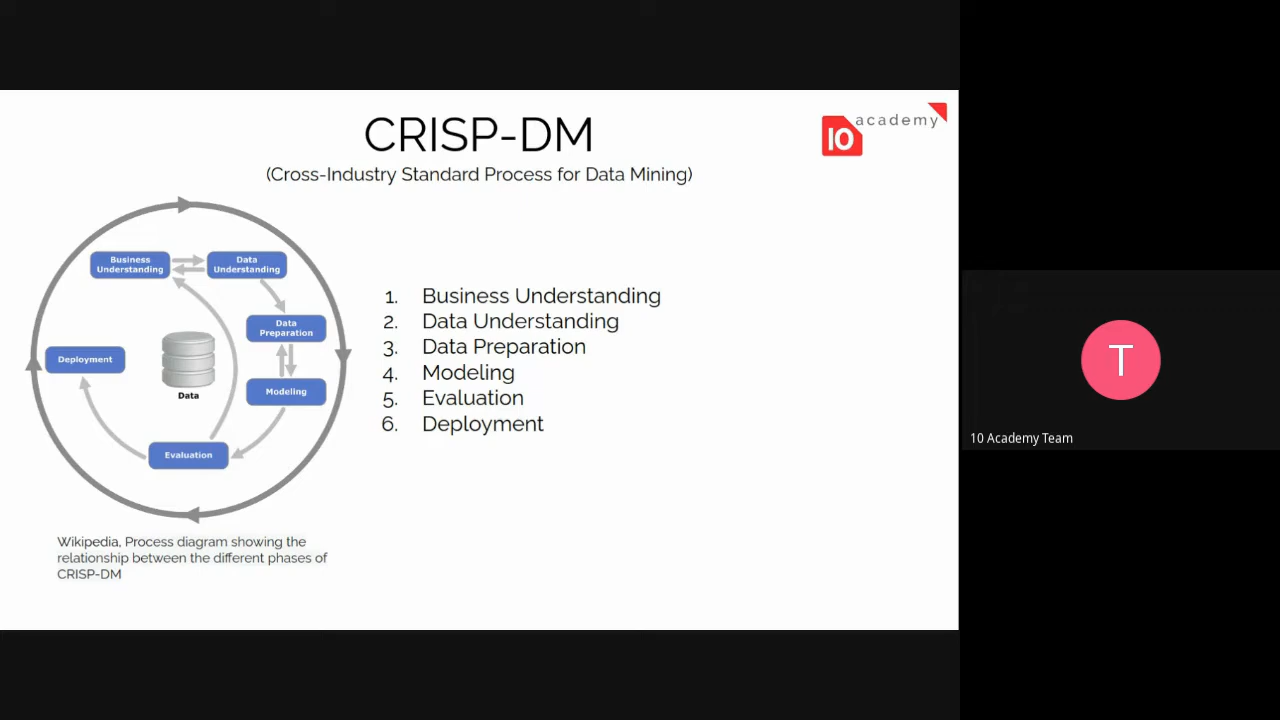 CRISP-DM
(Cross-Industry Standard Process for Data Mining)
10 academy
Business
Understanding
Data
Understanding
Data
Preparation
Modeling
Evaluation
Deployment
Data
1. Business Understanding
2. Data Understanding
3. Data Preparation
4. Modeling
5. Evaluation
6. Deployment
Wikipedia, Process diagram showing the
relationship between the different phases of
CRISP-DM
T
10 Academy Team